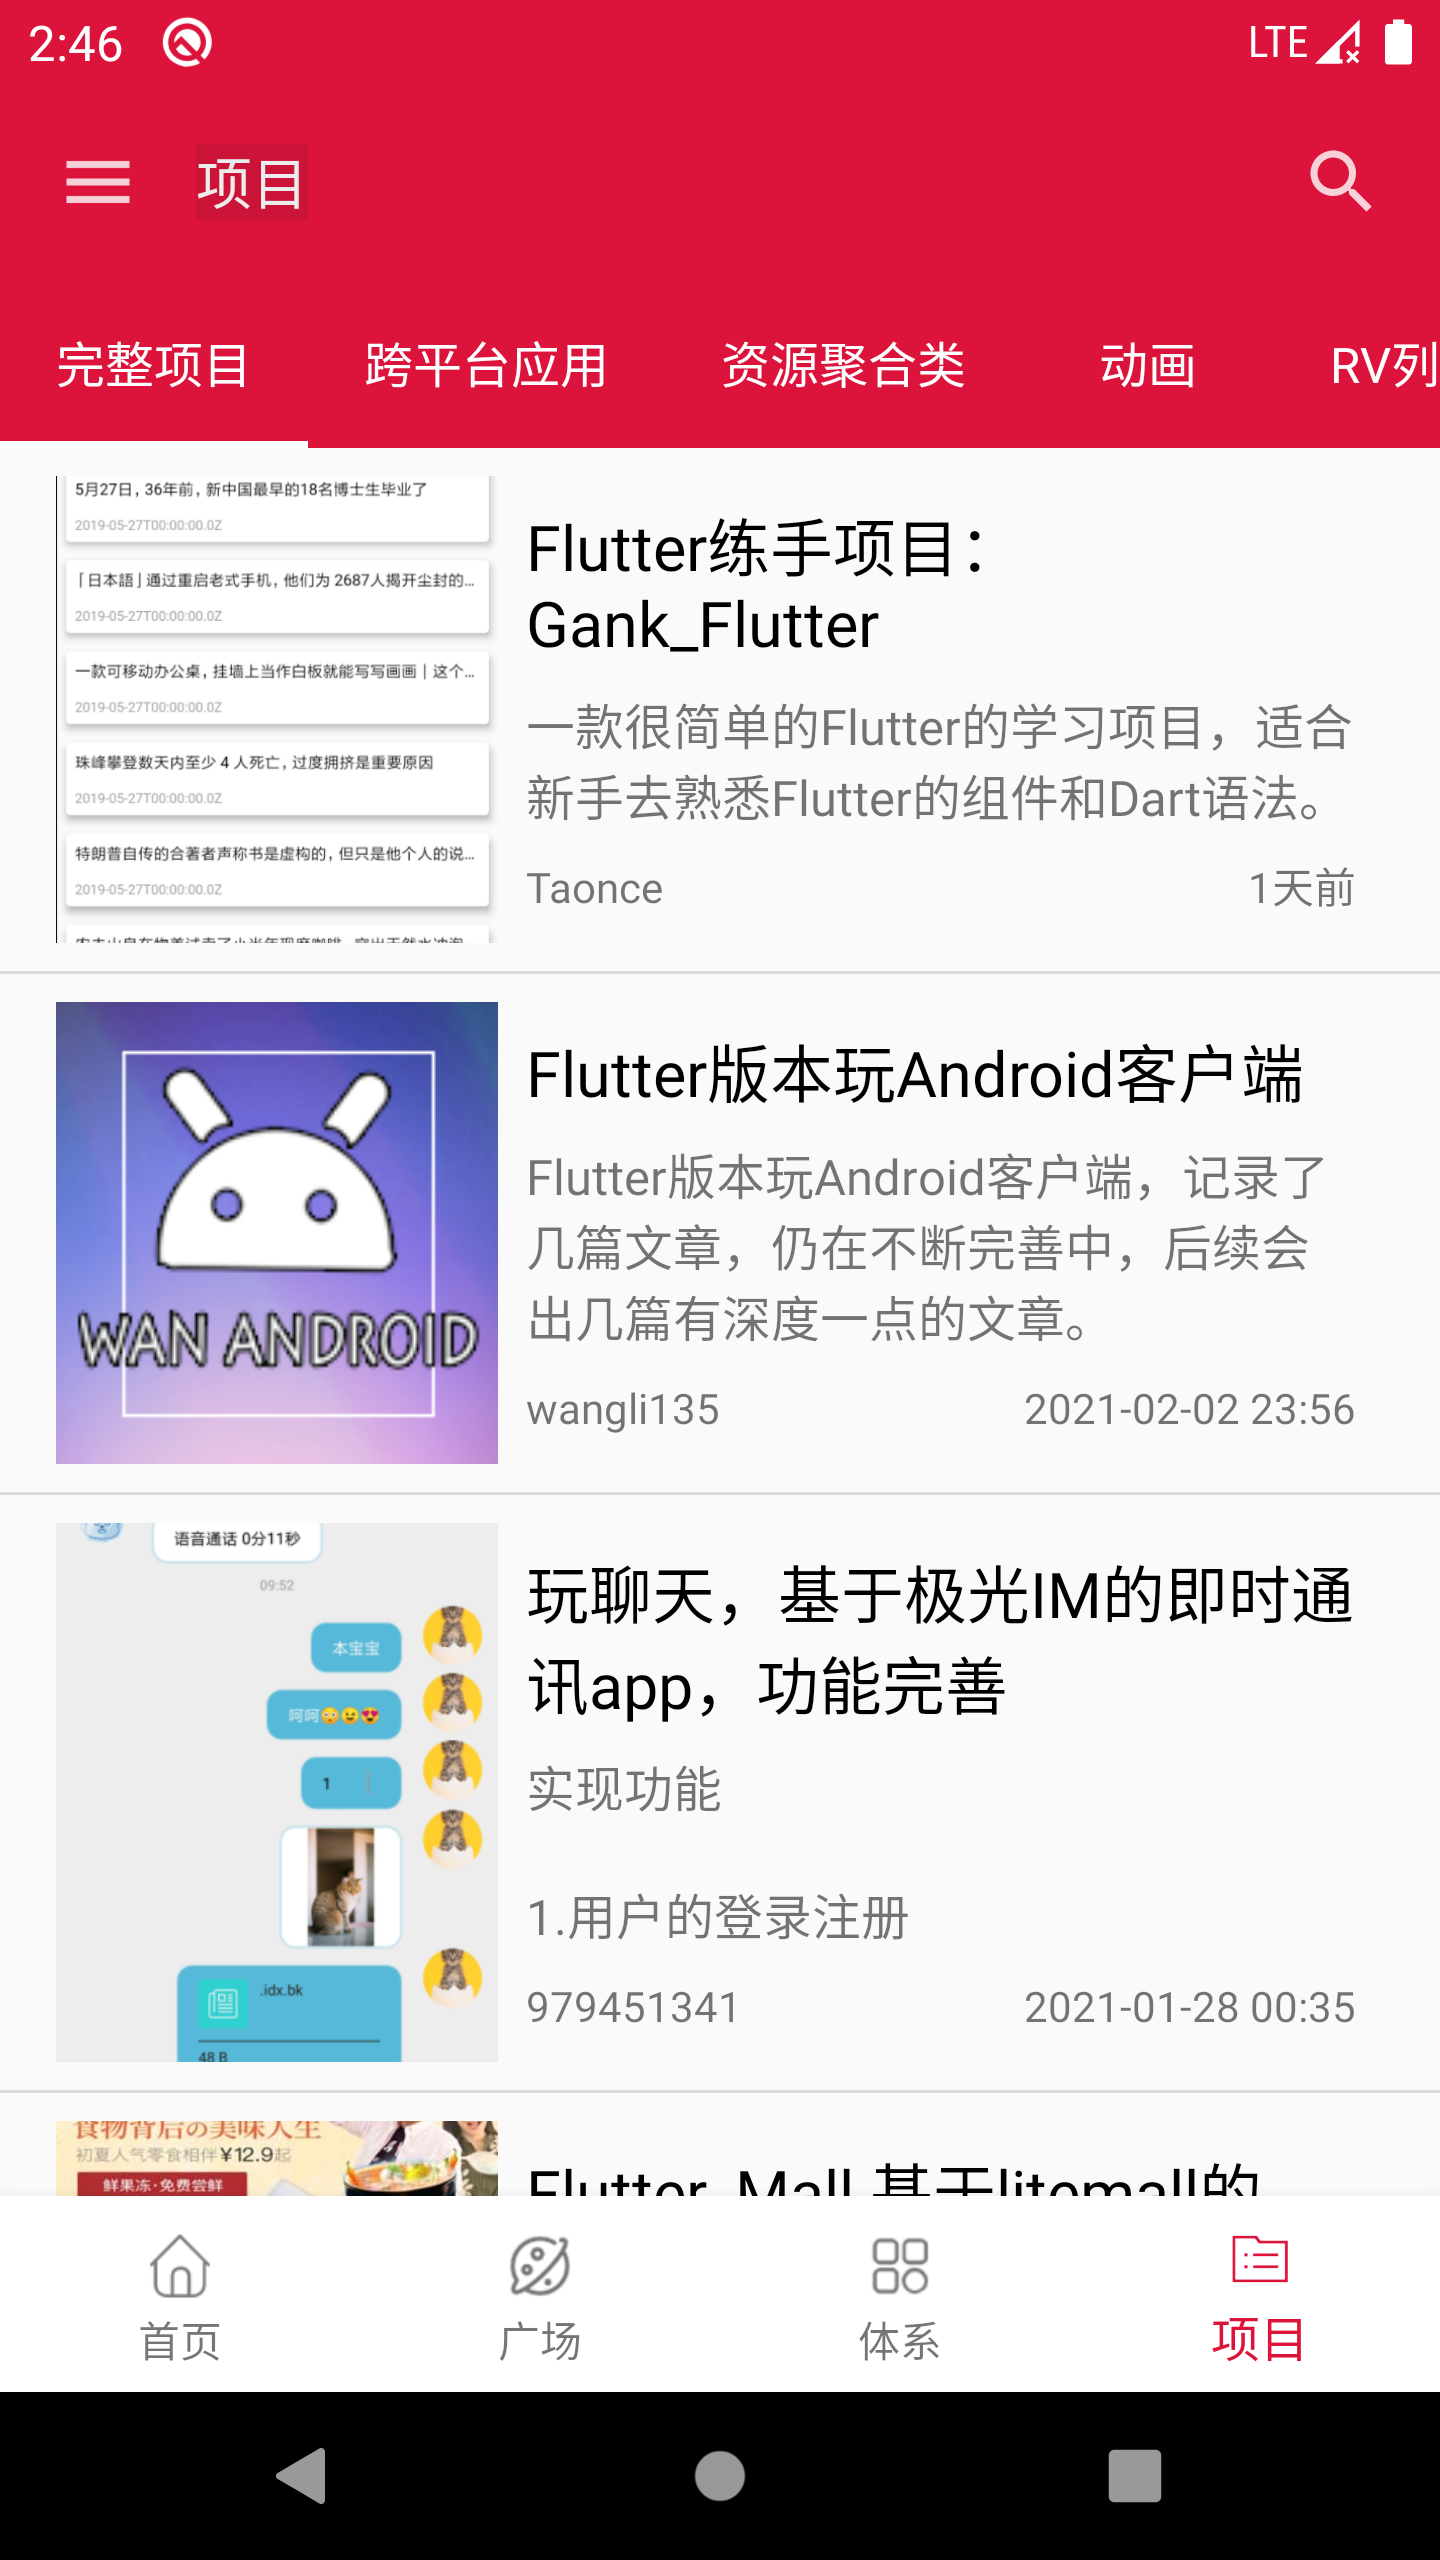 2:46
LTE
项目
完整项目
跨平台应用
资源聚合类
动画
RV列
5月27日，36年前，新中国最早的18名博士生毕业了
2019-05-27T00:00:00.0Z
「日本語」通过重启老式手机，他们为 2687人揭开尘封的...
2019-05-27T00:00:00.0Z
一款可移动办公桌，挂墙上当作白板就能写写画画｜这个...
2019-05-27T00:00:00.0Z
珠峰攀登数天内至少 4 人死亡，过度拥挤是重要原因
2019-05-27T00:00:00.0Z
特朗普自传的合著者声称书是虚构的，但只是他个人的说...
2019-05-27T00:00:00.0Z
Flutter练手项目：
Gank_Flutter
一款很简单的Flutter的学习项目，适合
新手去熟悉Flutter的组件和Dart语法。
Taonce
1天前
WAN ANDROID
Flutter版本玩Android客户端
Flutter版本玩Android客户端，记录了
几篇文章，仍在不断完善中，后续会
出几篇有深度一点的文章。
wangli135
2021-02-02 23:56
语音通话 0分11秒
09:52
本宝宝
呵呵😳😉😍
1
.idx.bk
48 B
玩聊天，基于极光IM的即时通
讯app，功能完善
实现功能
1.用户的登录注册
979451341
2021-01-28 00:35
食物背后の美味人生
初夏人气零食相伴¥12.9起
鲜果冻·免费尝鲜
Flutter_Mall 基于litemall的
首页
广场
体系
项目